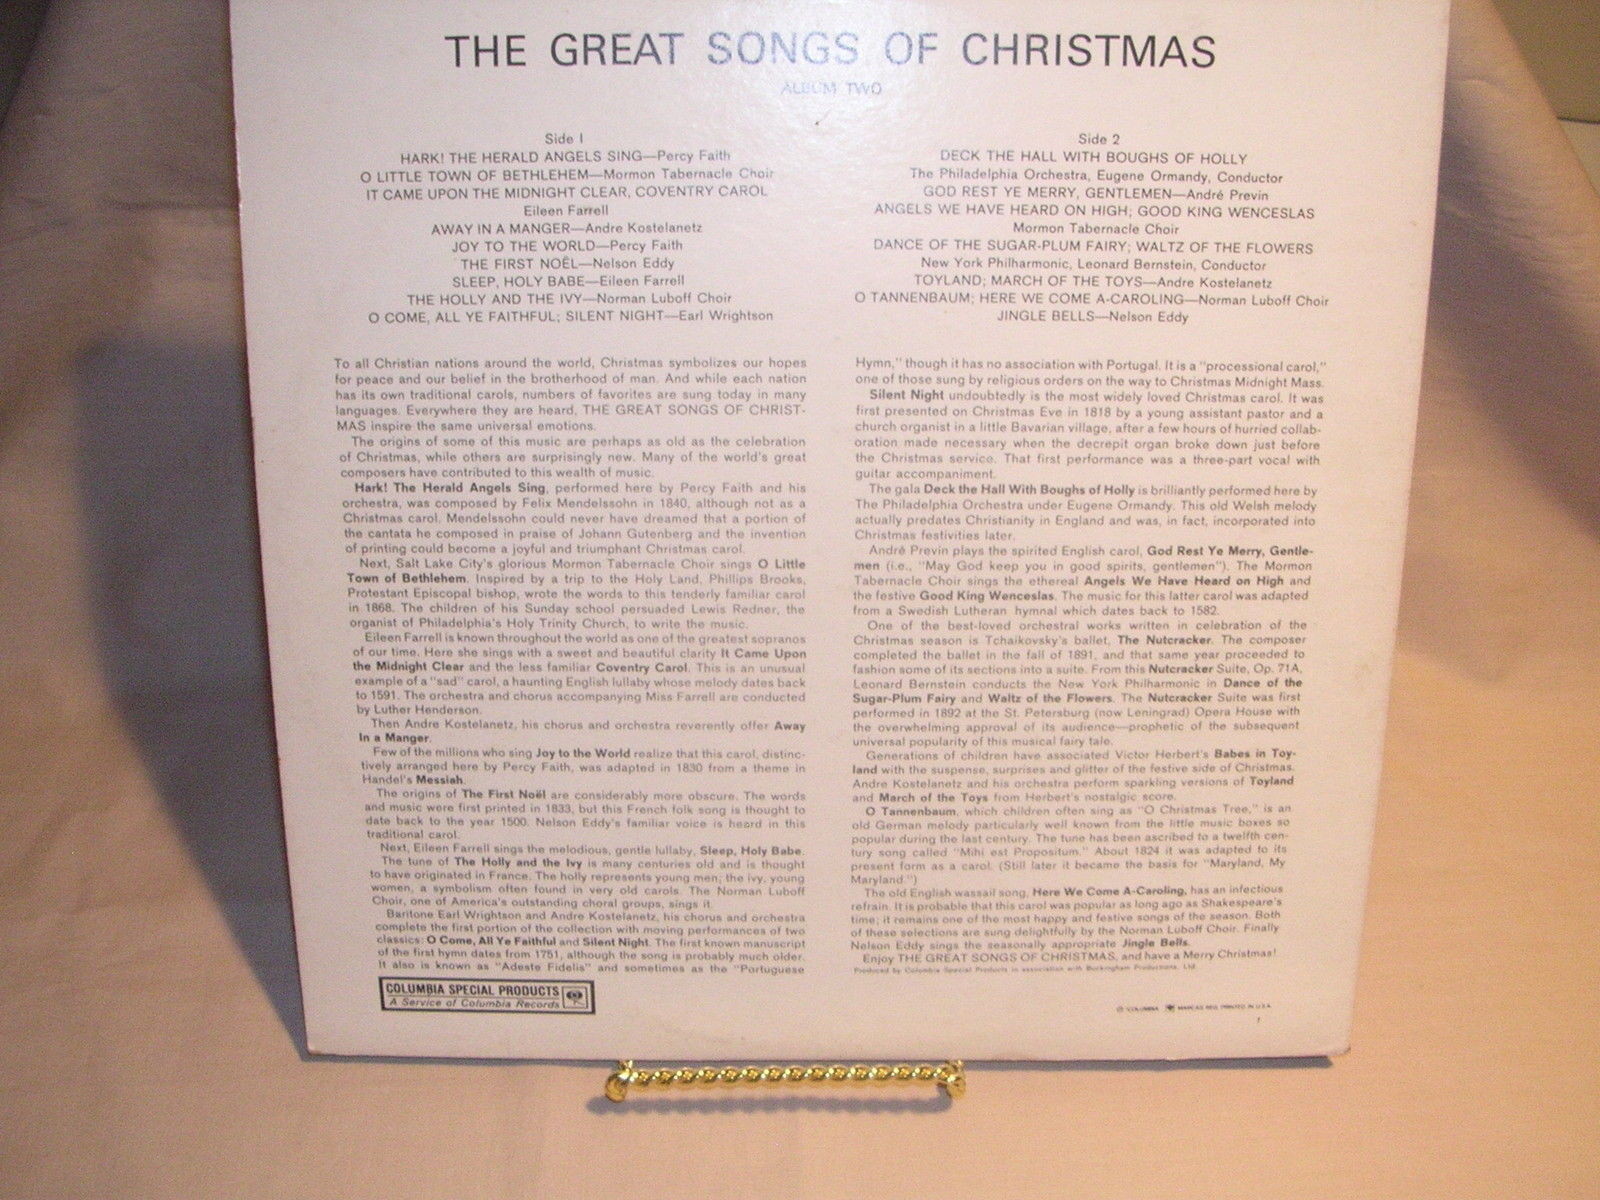 THE GREAT SONGS OF CHRISTMAS
ALBUM TWO
Side I
HARK! THE HERALD ANGELS SING—Percy Faith
O LITTLE TOWN OF BETHLEHEM—Mormon Tabernacle Choir
IT CAME UPON THE MIDNIGHT CLEAR, COVENTRY CAROL
Eileen Farrell
AWAY IN A MANGER—Andre Kostelanetz
JOY TO THE WORLD—Percy Faith
THE FIRST NOËL—Nelson Eddy
SLEEP, HOLY BABE—Eileen Farrell
THE HOLLY AND THE IVY—Norman Luboff Choir
O COME, ALL YE FAITHFUL; SILENT NIGHT—Earl Wrightson
Side 2
DECK THE HALL WITH BOUGHS OF HOLLY
The Philadelphia Orchestra, Eugene Ormandy, Conductor
GOD REST YE MERRY, GENTLEMEN—André Previn
ANGELS WE HAVE HEARD ON HIGH; GOOD KING WENCESLAS
Mormon Tabernacle Choir
DANCE OF THE SUGAR-PLUM FAIRY; WALTZ OF THE FLOWERS
New York Philharmonic, Leonard Bernstein, Conductor
TOYLAND; MARCH OF THE TOYS—Andre Kostelanetz
O TANNENBAUM; HERE WE COME A-CAROLING—Norman Luboff Choir
JINGLE BELLS—Nelson Eddy
To all Christian nations around the world, Christmas symbolizes our hopes
for peace and our belief in the brotherhood of man. And while each nation
has its own traditional carols, numbers of favorites are sung today in many
languages. Everywhere they are heard, THE GREAT SONGS OF CHRIST-
MAS inspire the same universal emotions.
The origins of some of this music are perhaps as old as the celebration
of Christmas, while others are surprisingly new. Many of the world's great
composers have contributed to this wealth of music.
Hark! The Herald Angels Sing, performed here by Percy Faith and his
orchestra, was composed by Felix Mendelssohn in 1840, although not as a
Christmas carol. Mendelssohn could never have dreamed that a portion of
the cantata he composed in praise of Johann Gutenberg and the invention
of printing could become a joyful and triumphant Christmas carol.
Next, Salt Lake City's glorious Mormon Tabernacle Choir sings O Little
Town of Bethlehem. Inspired by a trip to the Holy Land, Phillips Brooks,
Protestant Episcopal bishop, wrote the words to this tenderly familiar carol
in 1868. The children of his Sunday school persuaded Lewis Redner, the
organist of Philadelphia's Holy Trinity Church, to write the music.
Eileen Farrell is known throughout the world as one of the greatest sopranos
of our time. Here she sings with a sweet and beautiful clarity It Came Upon
the Midnight Clear and the less familiar Coventry Carol. This is an unusual
example of a "sad" carol, a haunting English lullaby whose melody dates back
to 1591. The orchestra and chorus accompanying Miss Farrell are conducted
by Luther Henderson.
Then Andre Kostelanetz, his chorus and orchestra reverently offer Away
In a Manger.
Few of the millions who sing Joy to the World realize that this carol, distinc-
tively arranged here by Percy Faith, was adapted in 1830 from a theme in
Handel's Messiah.
The origins of The First Noël are considerably more obscure. The words
and music were first printed in 1833, but this French folk song is thought to
date back to the year 1500. Nelson Eddy's familiar voice is heard in this
traditional carol.
Next, Eileen Farrell sings the melodious, gentle lullaby, Sleep, Holy Babe.
The tune of The Holly and the Ivy is many centuries old and is thought
to have originated in France. The holly represents young men; the ivy, young
women, a symbolism often found in very old carols. The Norman Luboff
Choir, one of America's outstanding choral groups, sings it.
Baritone Earl Wrightson and Andre Kostelanetz, his chorus and orchestra
complete the first portion of the collection with moving performances of two
classics: O Come, All Ye Faithful and Silent Night. The first known manuscript
of the first hymn dates from 1751, although the song is probably much older.
It also is known as "Adeste Fidelis" and sometimes as the "Portuguese
Hymn," though it has no association with Portugal. It is a "processional carol,"
one of those sung by religious orders on the way to Christmas Midnight Mass.
Silent Night undoubtedly is the most widely loved Christmas carol. It was
first presented on Christmas Eve in 1818 by a young assistant pastor and a
church organist in a little Bavarian village, after a few hours of hurried collab-
oration made necessary when the decrepit organ broke down just before
the Christmas service. That first performance was a three-part vocal with
guitar accompaniment.
The gala Deck the Hall With Boughs of Holly is brilliantly performed here by
The Philadelphia Orchestra under Eugene Ormandy. This old Welsh melody
actually predates Christianity in England and was, in fact, incorporated into
Christmas festivities later.
André Previn plays the spirited English carol, God Rest Ye Merry, Gentle-
men (i.e., "May God keep you in good spirits, gentlemen"). The Mormon
Tabernacle Choir sings the ethereal Angels We Have Heard on High and
the festive Good King Wenceslas. The music for this latter carol was adapted
from a Swedish Lutheran hymnal which dates back to 1582.
One of the best-loved orchestral works written in celebration of the
Christmas season is Tchaikovsky's ballet, The Nutcracker. The composer
completed the ballet in the fall of 1891, and that same year proceeded to
fashion some of its sections into a suite. From this Nutcracker Suite, Op. 71A,
Leonard Bernstein conducts the New York Philharmonic in Dance of the
Sugar-Plum Fairy and Waltz of the Flowers. The Nutcracker Suite was first
performed in 1892 at the St. Petersburg (now Leningrad) Opera House with
the overwhelming approval of its audience—prophetic of the subsequent
universal popularity of this musical fairy tale.
Generations of children have associated Victor Herbert's Babes in Toy-
land with the suspense, surprises and glitter of the festive side of Christmas.
Andre Kostelanetz and his orchestra perform sparkling versions of Toyland
and March of the Toys from Herbert's nostalgic score.
O Tannenbaum, which children often sing as "O Christmas Tree," is an
old German melody particularly well known from the little music boxes so
popular during the last century. The tune has been ascribed to a twelfth cen-
tury song called "Mihi est Propositum." About 1824 it was adapted to its
present form as a carol. (Still later it became the basis for "Maryland, My
Maryland.")
The old English wassail song, Here We Come A-Caroling, has an infectious
refrain. It is probable that this carol was popular as long ago as Shakespeare's
time; it remains one of the most happy and festive songs of the season. Both
of these selections are sung delightfully by the Norman Luboff Choir. Finally
Nelson Eddy sings the seasonally appropriate Jingle Bells.
Enjoy THE GREAT SONGS OF CHRISTMAS, and have a Merry Christmas!
Produced by Columbia Special Products in association with Buckingham Productions, Ltd.
COLUMBIA SPECIAL PRODUCTS
A Service of Columbia Records
COLUMBIA MARCAS REG. PRINTED IN U.S.A.